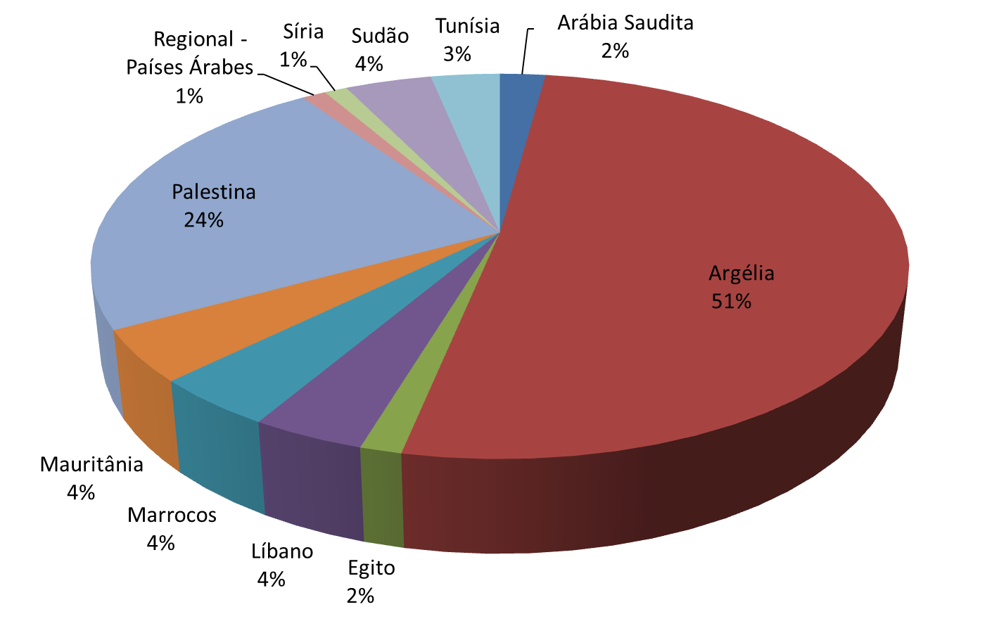 Arábia Saudita
2%
Argélia
51%
Egito
2%
Líbano
4%
Marrocos
4%
Mauritânia
4%
Palestina
24%
Regional -
Países Árabes
1%
Síria
1%
Sudão
4%
Tunísia
3%